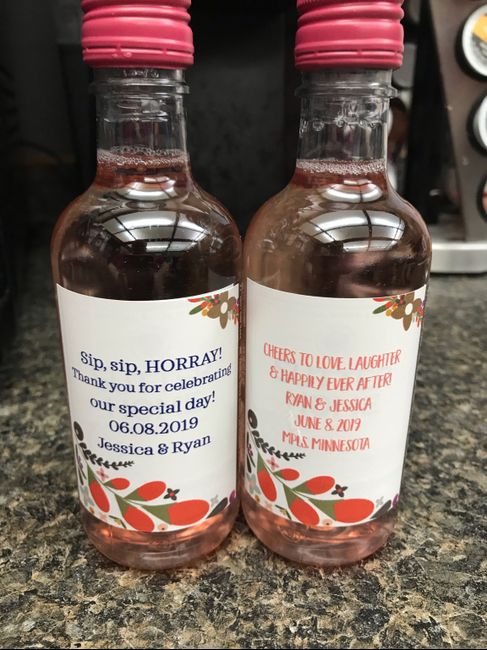 Sip, sip, HORRAY!
Thank you for celebrating
our special day!
06.08.2019
Jessica & Ryan
CHEERS TO LOVE, LAUGHTER
& HAPPILY EVER AFTER!
RYAN & JESSICA
JUNE 8, 2019
MPLS, MINNESOTA